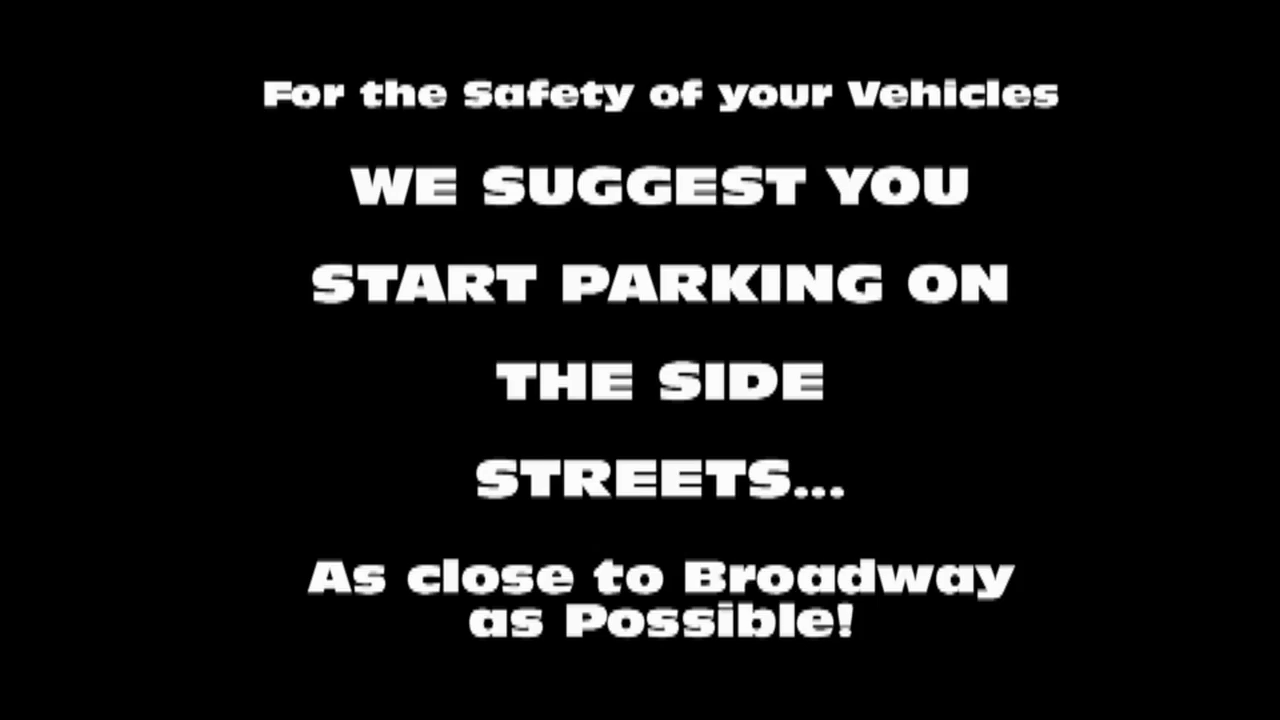 For the Safety of your Vehicles
WE SUGGEST YOU
START PARKING ON
THE SIDE
STREETS...
As close to Broadway
as Possible!